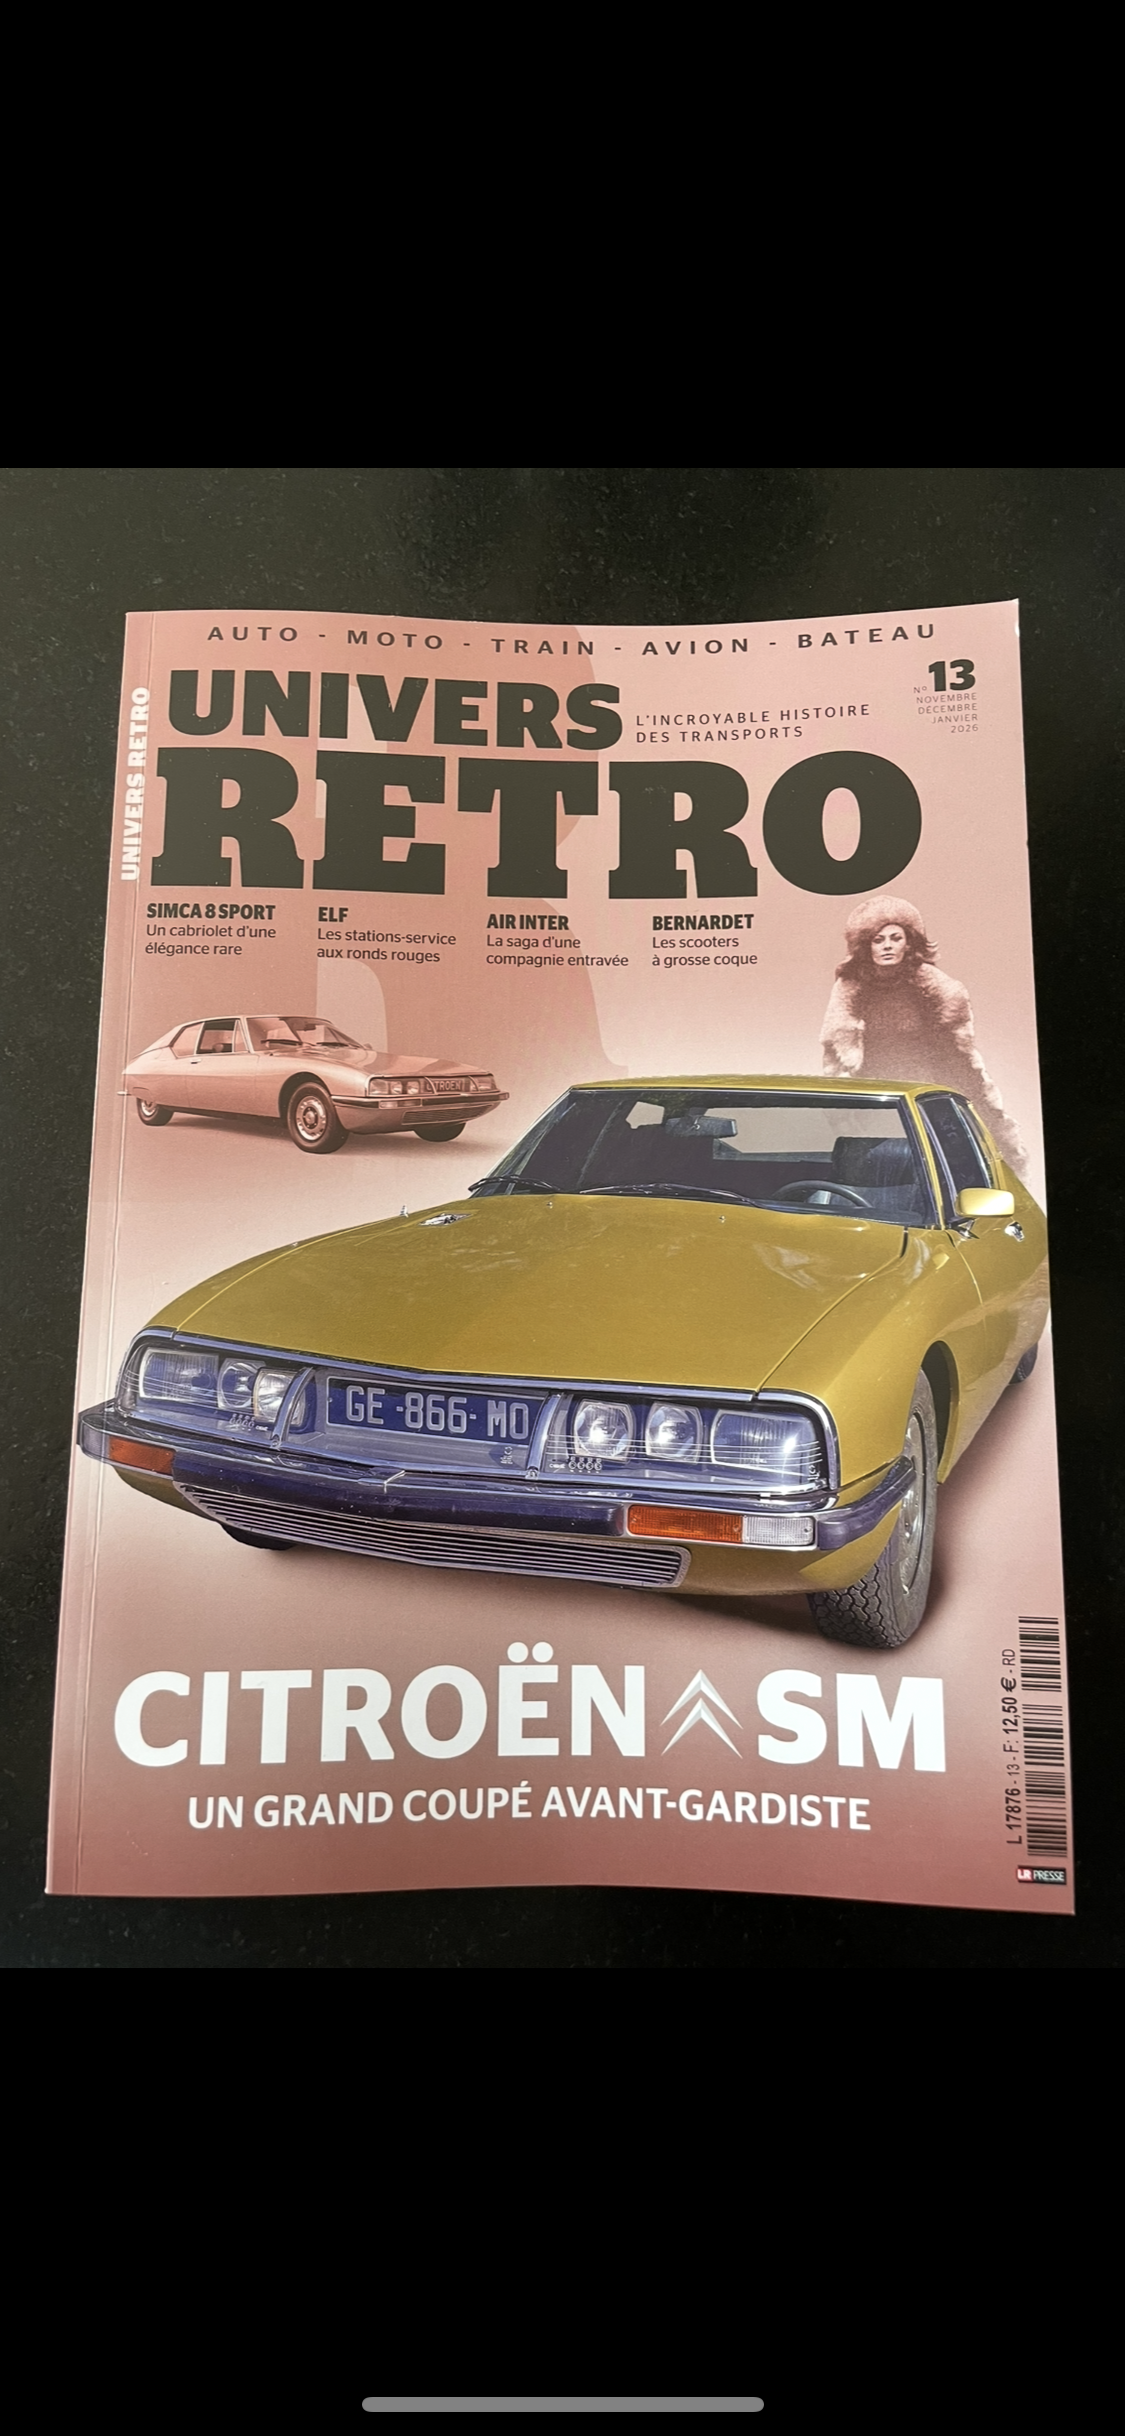 AUTO - MOTO - TRAIN - AVION - BATEAU
UNIVERS RETRO
UNIVERS
RETRO
L'INCROYABLE HISTOIRE
DES TRANSPORTS
N° 13
NOVEMBRE
DÉCEMBRE
JANVIER
2026
SIMCA 8 SPORT
Un cabriolet d'une
élégance rare
ELF
Les stations-service
aux ronds rouges
AIR INTER
La saga d'une
compagnie entravée
BERNARDET
Les scooters
à grosse coque
CITROËN
GE-866-MO
CITROËN SM
UN GRAND COUPÉ AVANT-GARDISTE
L 17876 - 13 - F: 12,50 € - RD
LR PRESSE